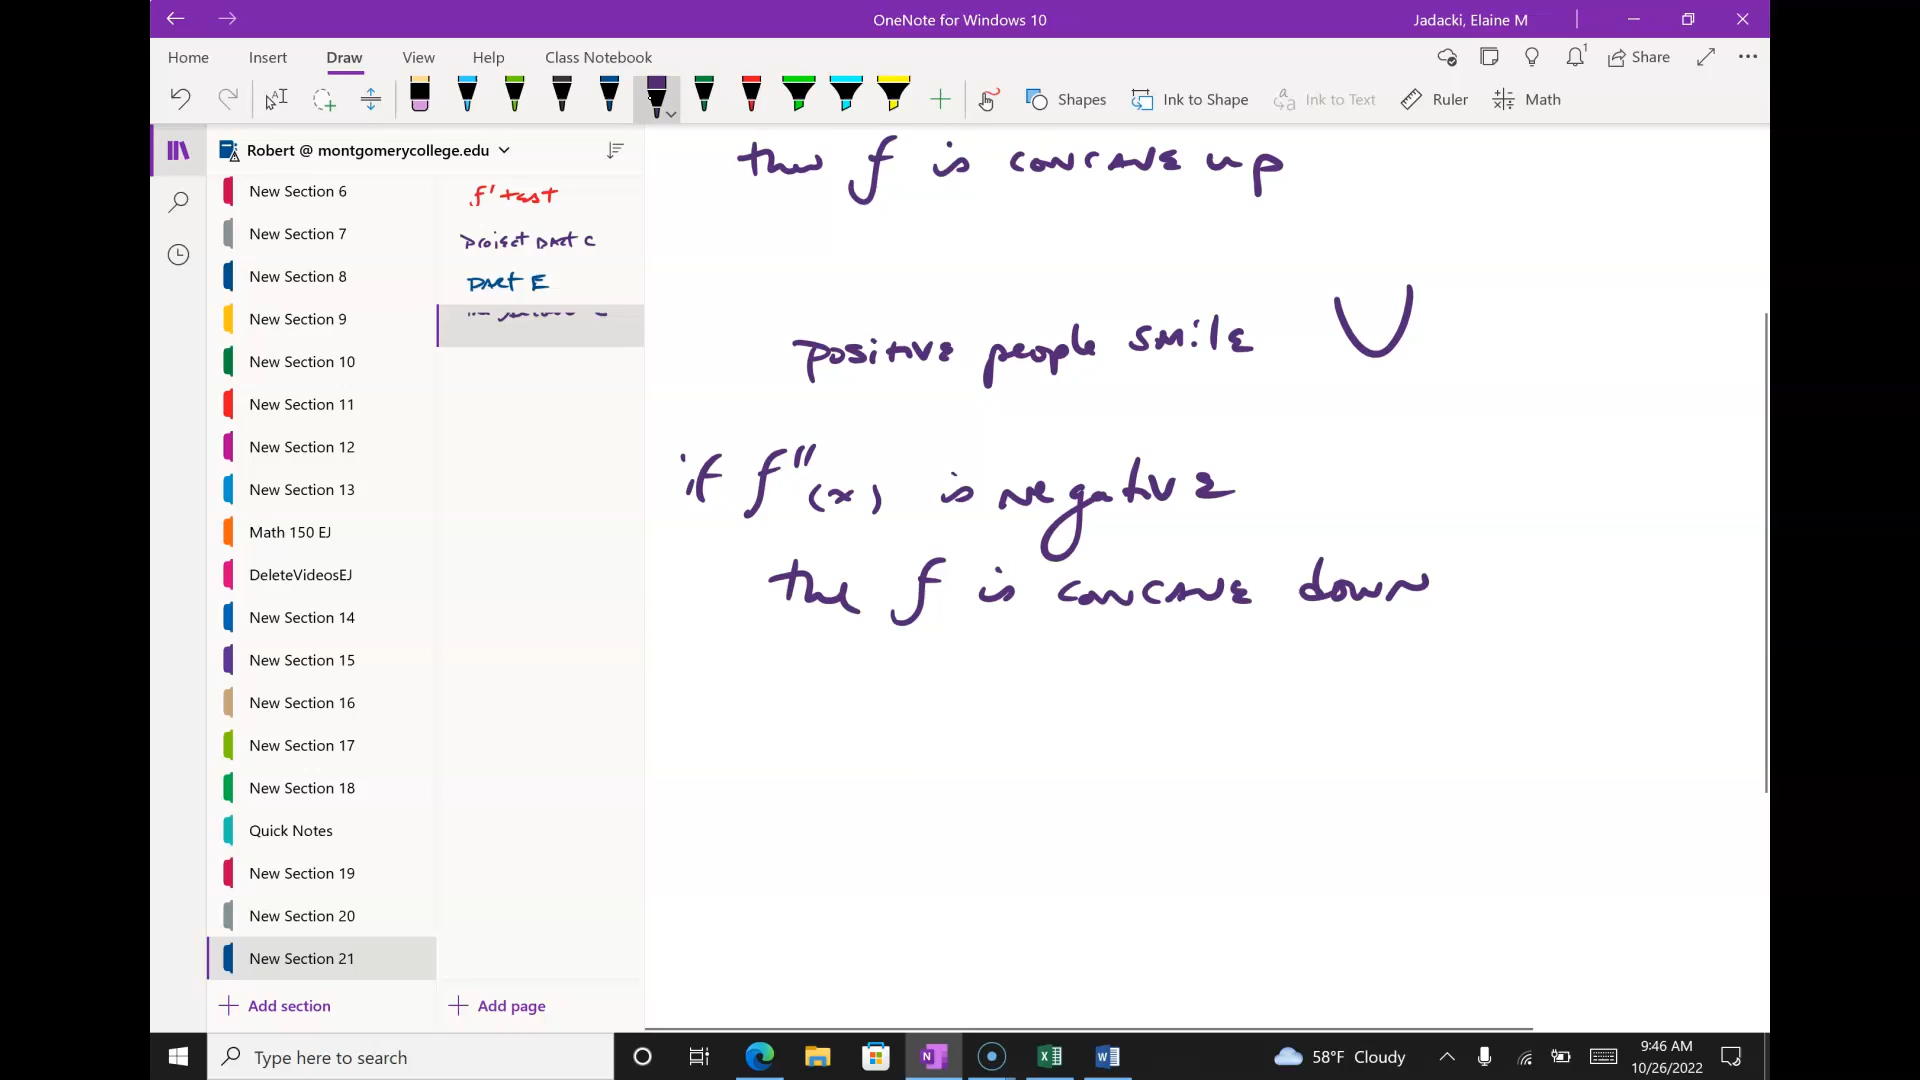 OneNote for Windows 10
Jadacki, Elaine M
Home Insert Draw View Help Class Notebook
1
Share
Shapes Ink to Shape Ink to Text Ruler Math
Robert @ montgomerycollege.edu
New Section 6
New Section 7
New Section 8
New Section 9
New Section 10
New Section 11
New Section 12
New Section 13
Math 150 EJ
DeleteVideosEJ
New Section 14
New Section 15
New Section 16
New Section 17
New Section 18
Quick Notes
New Section 19
New Section 20
New Section 21
Add section
f' test
project part C
part E
Add page
then f is concave up
positive people smile
if f''(x) is negative
the f is concave down
Type here to search
58°F Cloudy
9:46 AM
10/26/2022